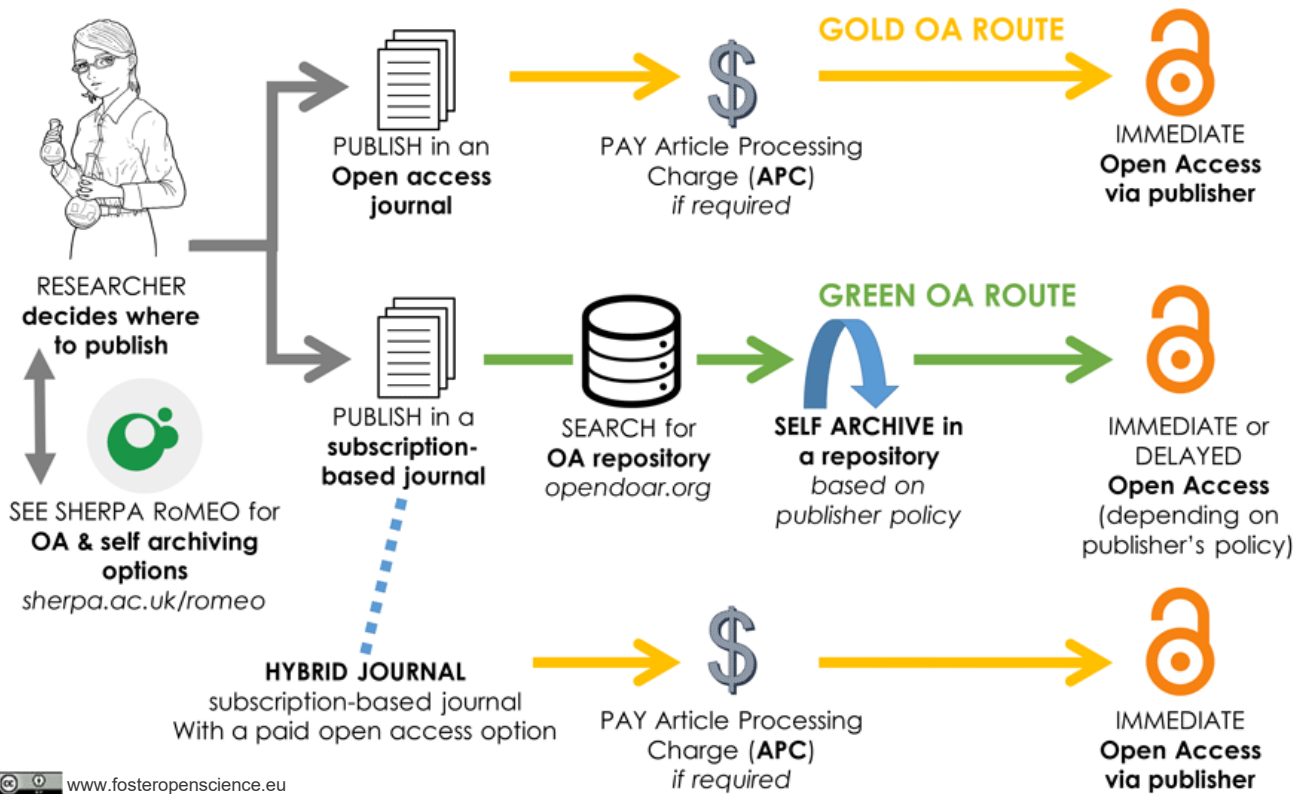 GOLD OA ROUTE
PUBLISH in an
Open access
journal
PAY Article Processing
Charge (APC)
if required
IMMEDIATE
Open Access
via publisher
RESEARCHER
decides where
to publish
SEE SHERPA RoMEO for
OA & self archiving
options
sherpa.ac.uk/romeo
GREEN OA ROUTE
PUBLISH in a
subscription-
based journal
SEARCH for
OA repository
opendoar.org
SELF ARCHIVE in
a repository
based on
publisher policy
IMMEDIATE or
DELAYED
Open Access
(depending on
publisher's policy)
HYBRID JOURNAL
subscription-based journal
With a paid open access option
PAY Article Processing
Charge (APC)
if required
IMMEDIATE
Open Access
via publisher
cc
www.fosteropenscience.eu